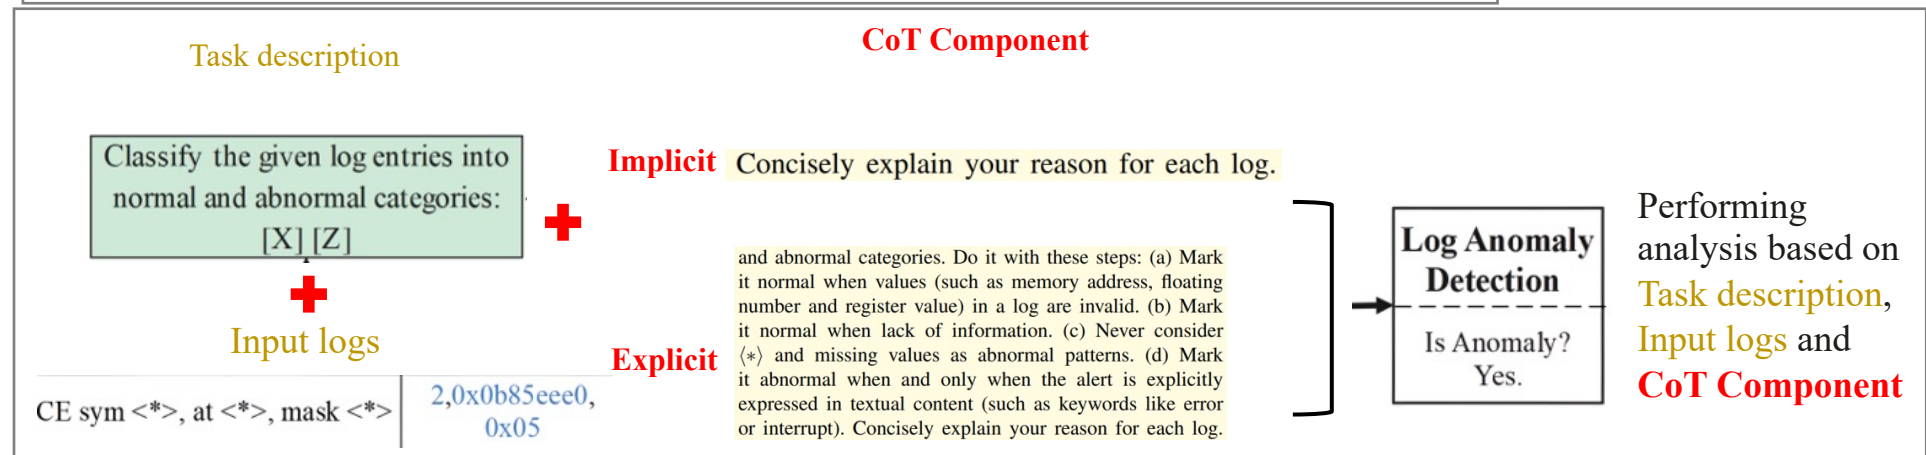 Task description
CoT Component
Classify the given log entries into
normal and abnormal categories:
[X] [Z]
Input logs
CE sym <*>, at <*>, mask <*>
2,0x0b85eee0,
0x05
Implicit
Concisely explain your reason for each log.
Explicit
and abnormal categories. Do it with these steps: (a) Mark
it normal when values (such as memory address, floating
number and register value) in a log are invalid. (b) Mark
it normal when lack of information. (c) Never consider
⟨*⟩ and missing values as abnormal patterns. (d) Mark
it abnormal when and only when the alert is explicitly
expressed in textual content (such as keywords like error
or interrupt). Concisely explain your reason for each log.
Log Anomaly
Detection
Is Anomaly?
Yes.
Performing
analysis based on
Task description,
Input logs and
CoT Component